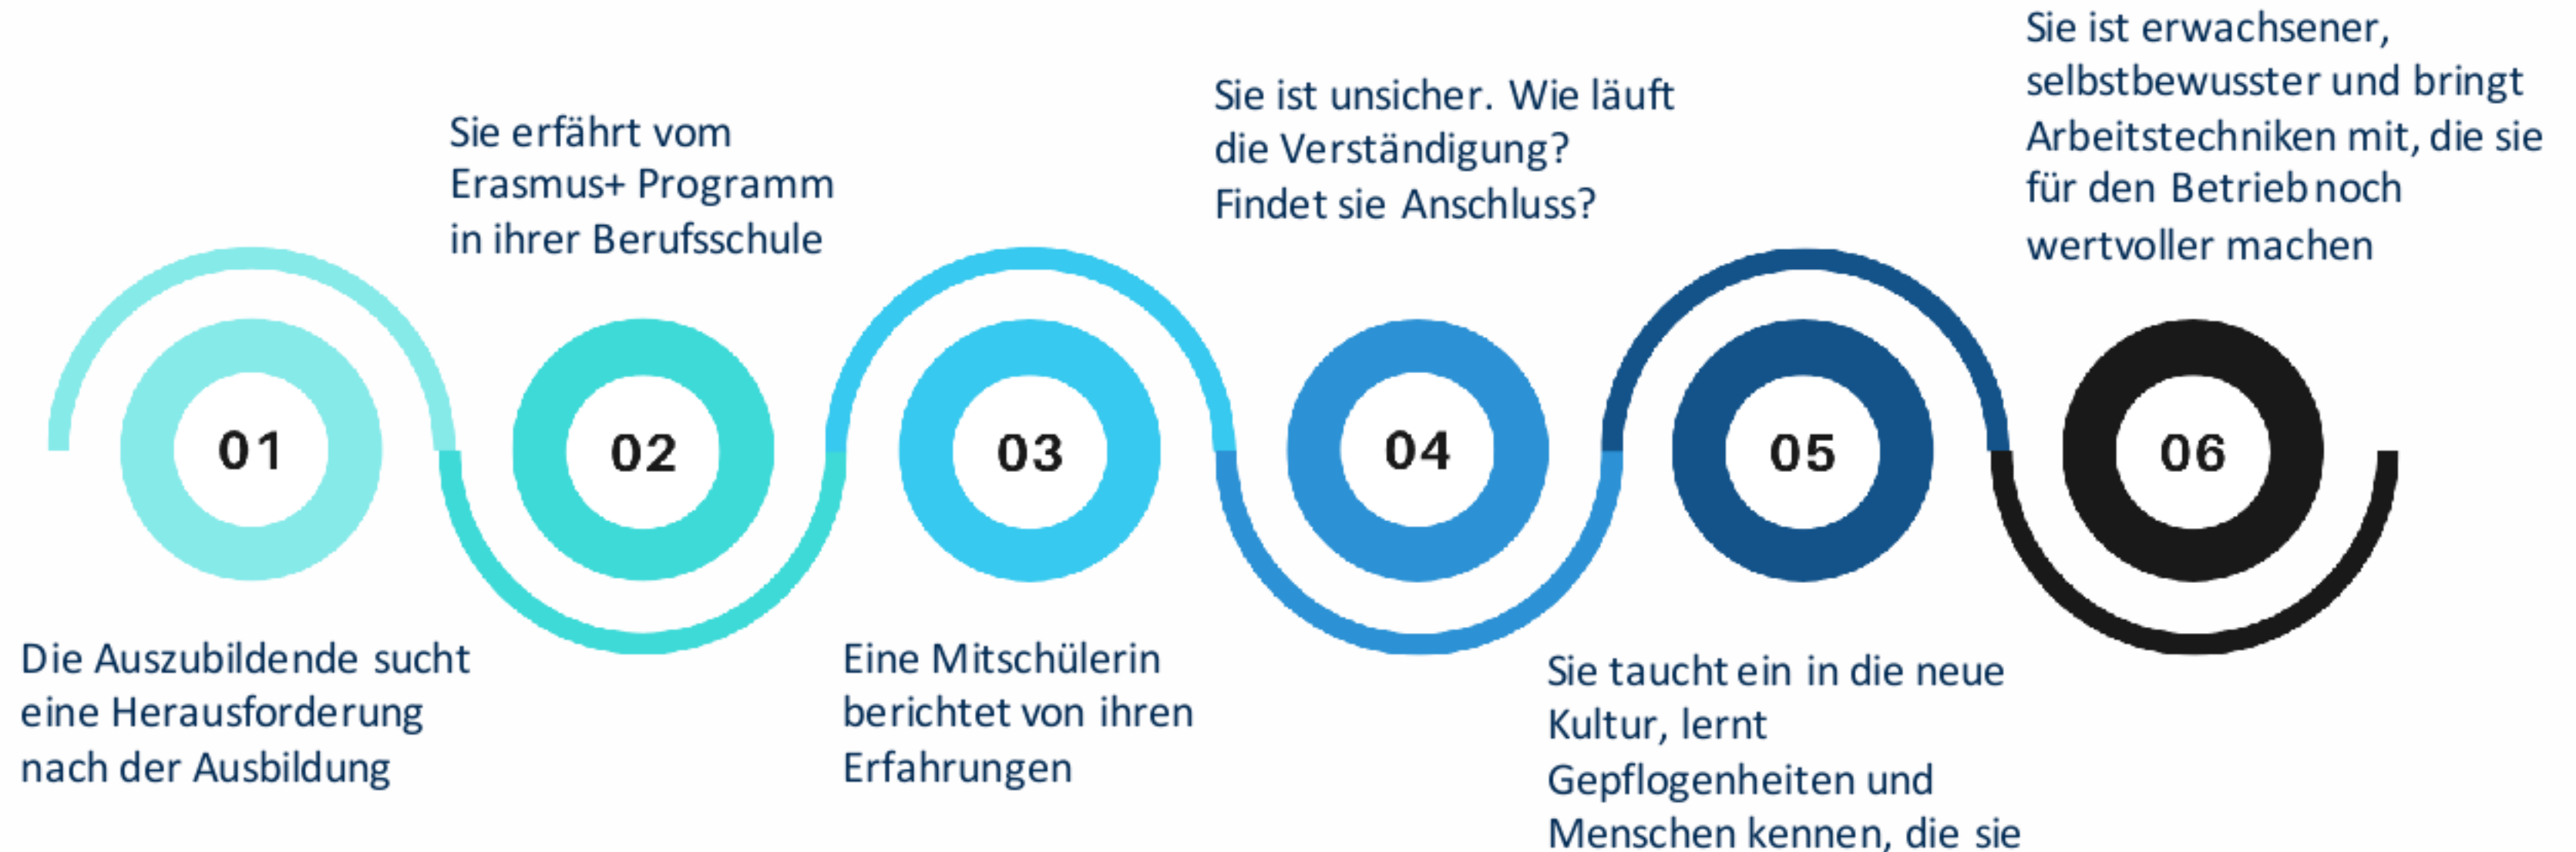 01
Die Auszubildende sucht
eine Herausforderung
nach der Ausbildung
Sie erfährt vom
Erasmus+ Programm
in ihrer Berufsschule
02
03
Eine Mitschülerin
berichtet von ihren
Erfahrungen
Sie ist unsicher. Wie läuft
die Verständigung?
Findet sie Anschluss?
04
05
Sie taucht ein in die neue
Kultur, lernt
Gepflogenheiten und
Menschen kennen, die sie
Sie ist erwachsener,
selbstbewusster und bringt
Arbeitstechniken mit, die sie
für den Betrieb noch
wertvoller machen
06